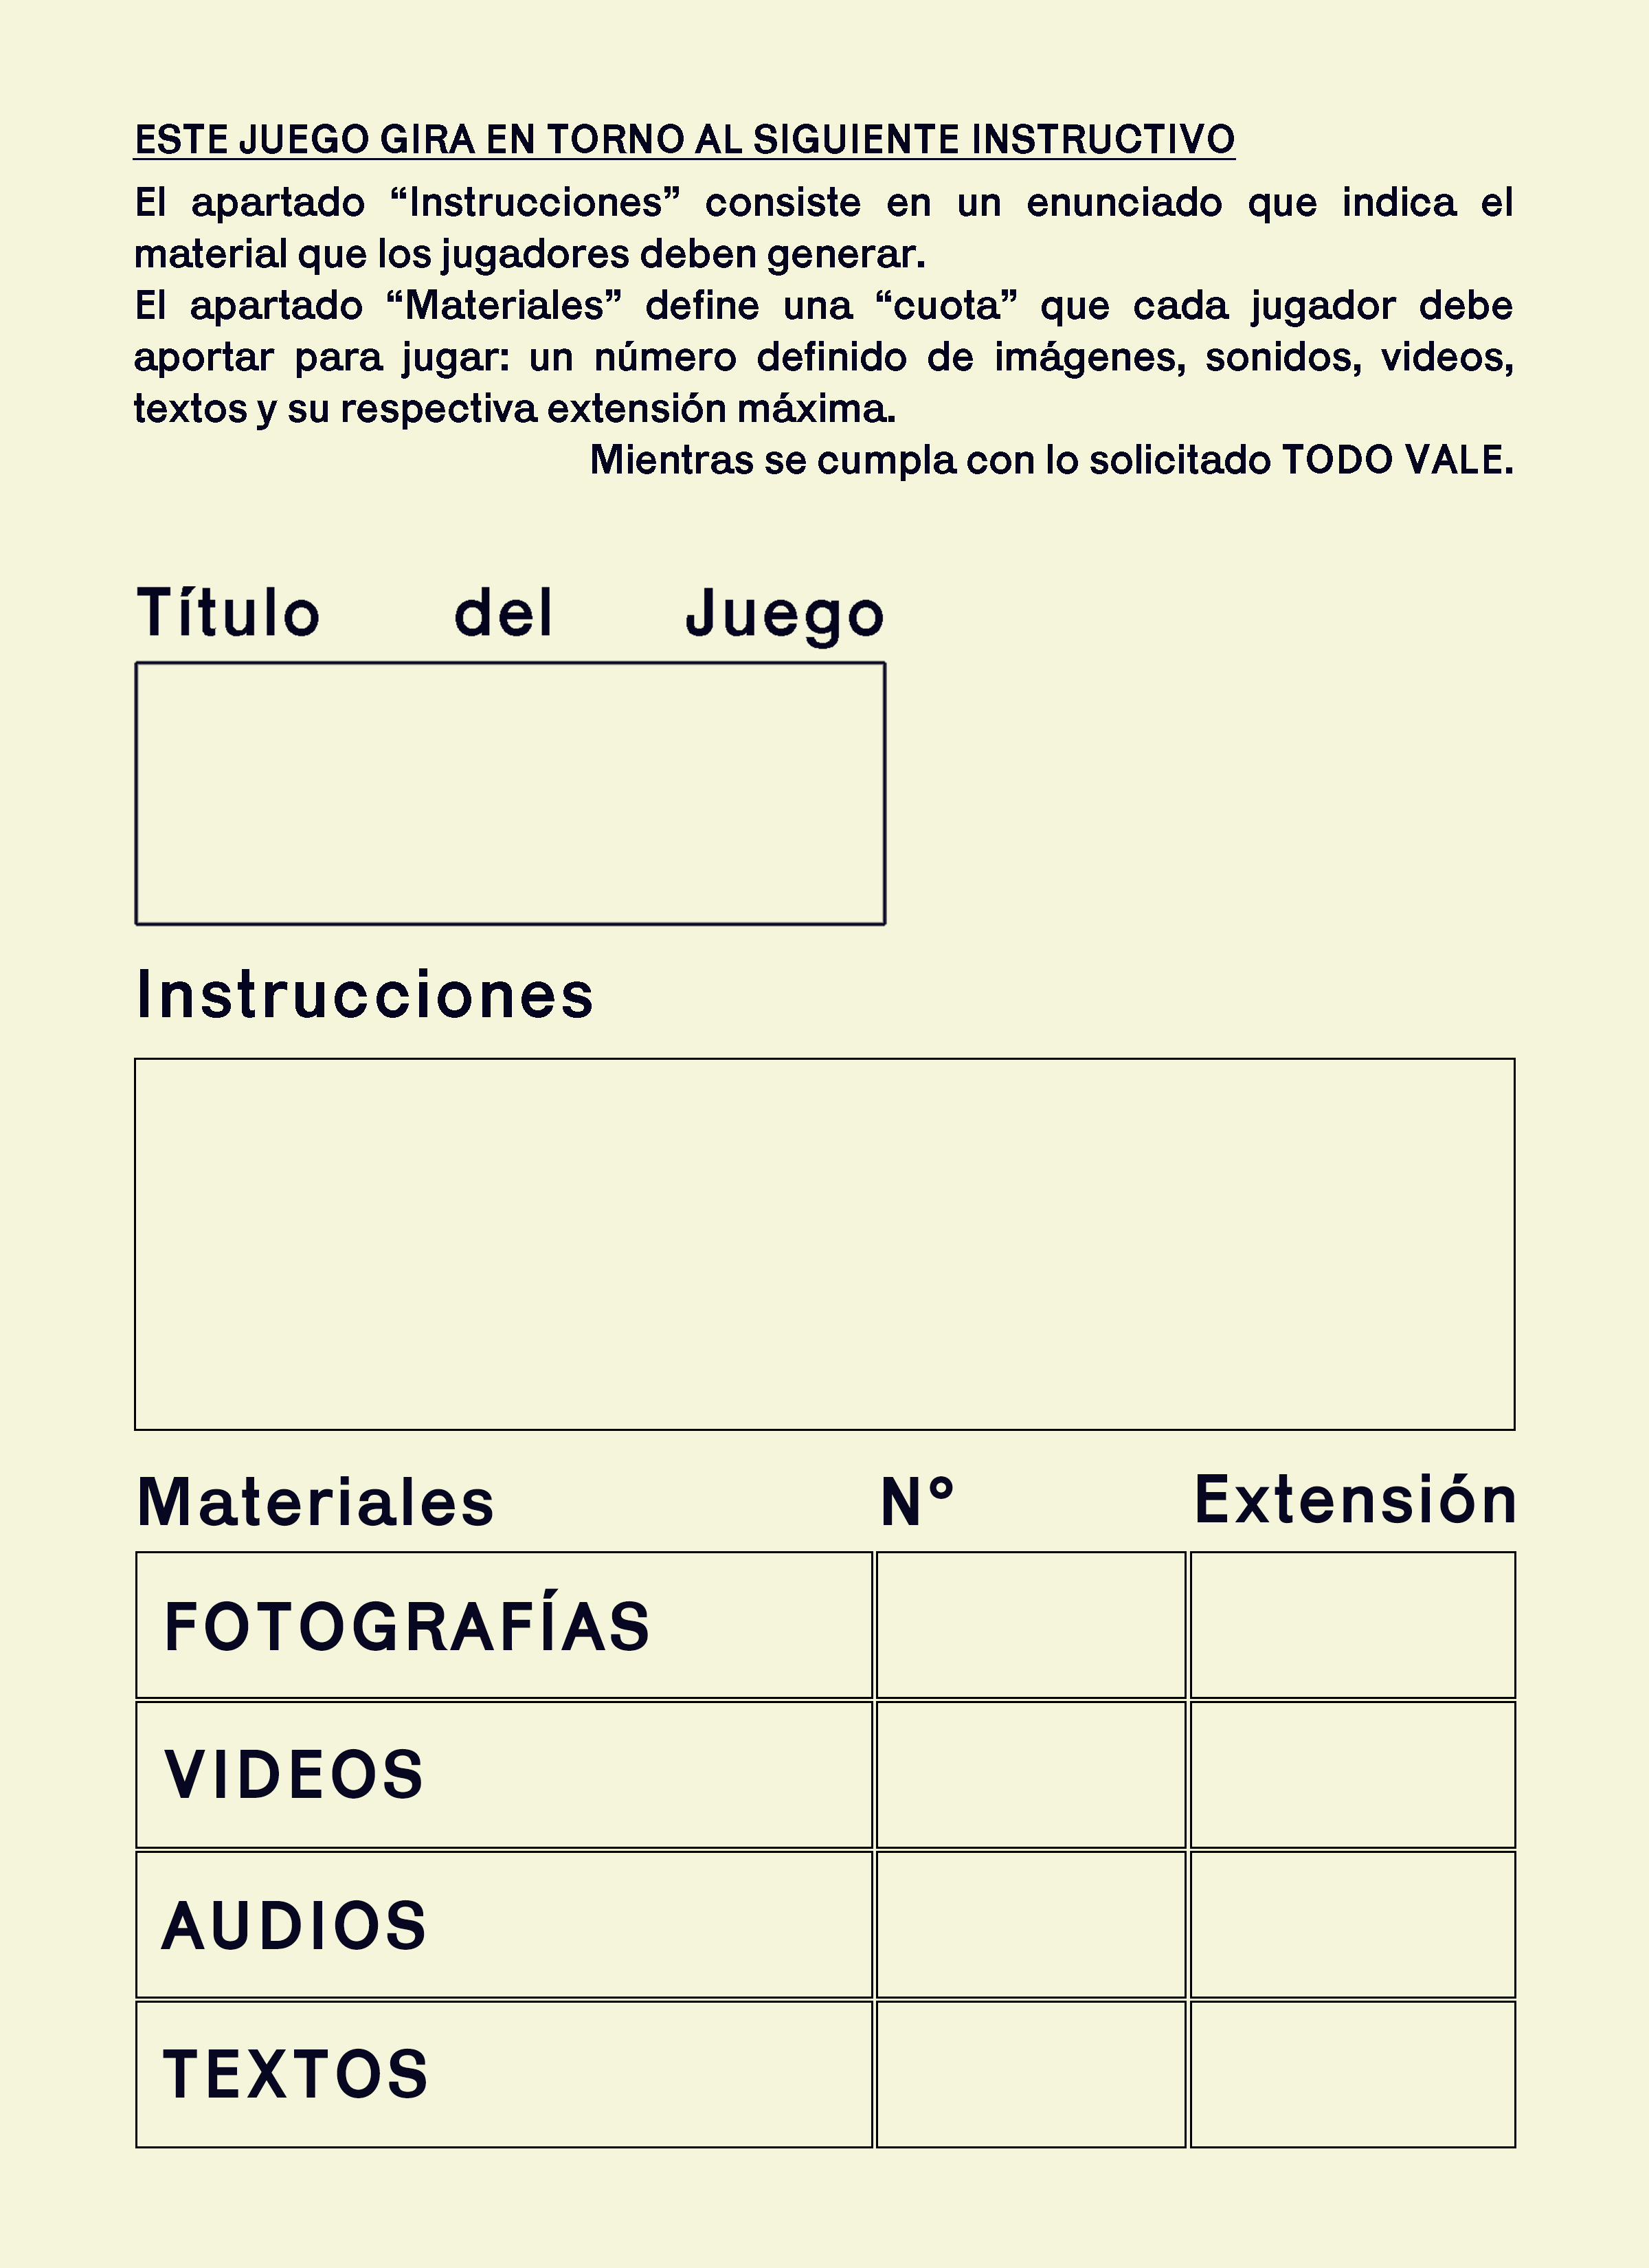 ESTE JUEGO GIRA EN TORNO AL SIGUIENTE INSTRUCTIVO
El apartado “Instrucciones” consiste en un enunciado que indica el
material que los jugadores deben generar.
El apartado “Materiales” define una “cuota” que cada jugador debe
aportar para jugar: un número definido de imágenes, sonidos, videos,
textos y su respectiva extensión máxima.
Mientras se cumpla con lo solicitado TODO VALE.
Título del Juego
Instrucciones
Materiales N° Extensión
FOTOGRAFÍAS
VIDEOS
AUDIOS
TEXTOS